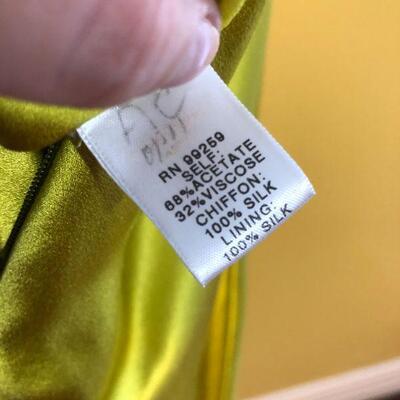 RN 99259
SELF:
68%ACETATE
32%VISCOSE
CHIFFON:
100% SILK
LINING:
100% SILK